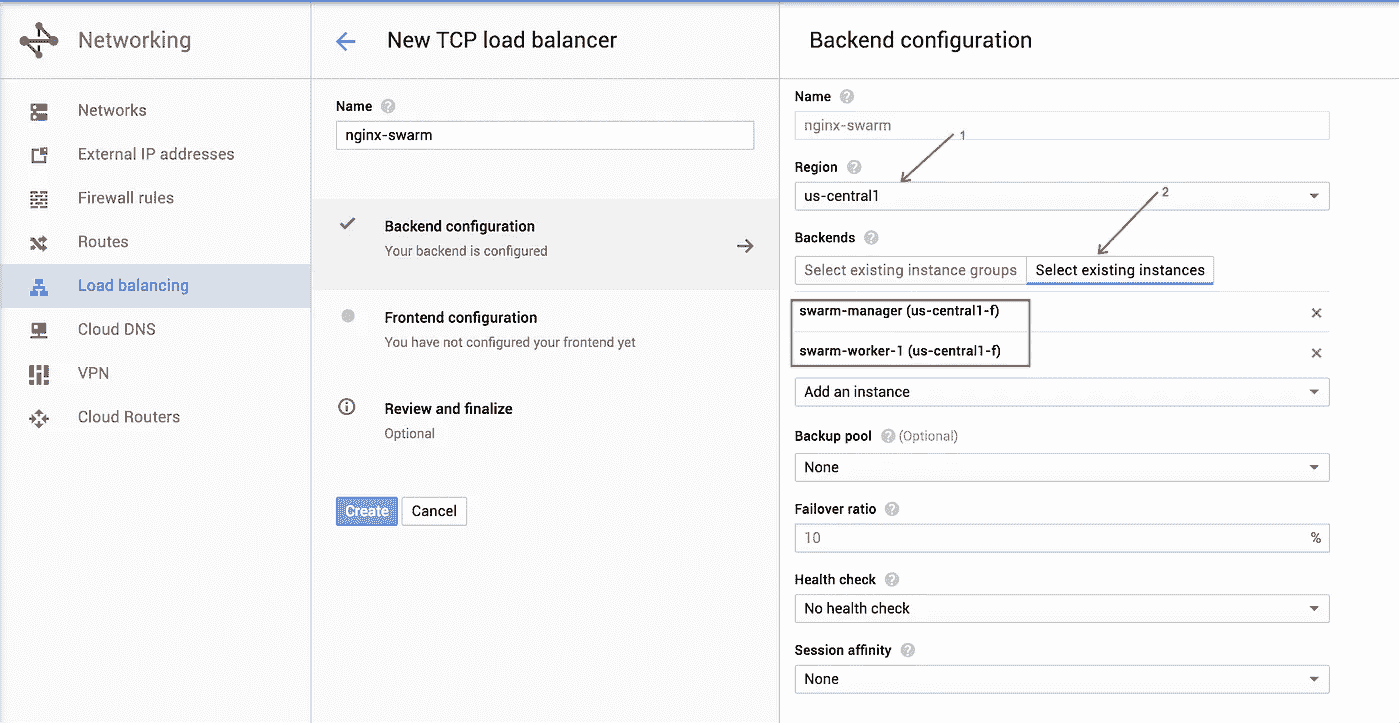 Networking
Networks
External IP addresses
Firewall rules
Routes
Load balancing
Cloud DNS
VPN
Cloud Routers
New TCP load balancer
Name ?
nginx-swarm
Backend configuration
Your backend is configured
Frontend configuration
You have not configured your frontend yet
Review and finalize
Optional
Create Cancel
Backend configuration
Name ?
nginx-swarm
1
Region ?
us-central1
2
Backends ?
Select existing instance groups Select existing instances
swarm-manager (us-central1-f)
swarm-worker-1 (us-central1-f)
Add an instance
Backup pool ? (Optional)
None
Failover ratio ?
10 %
Health check ?
No health check
Session affinity ?
None